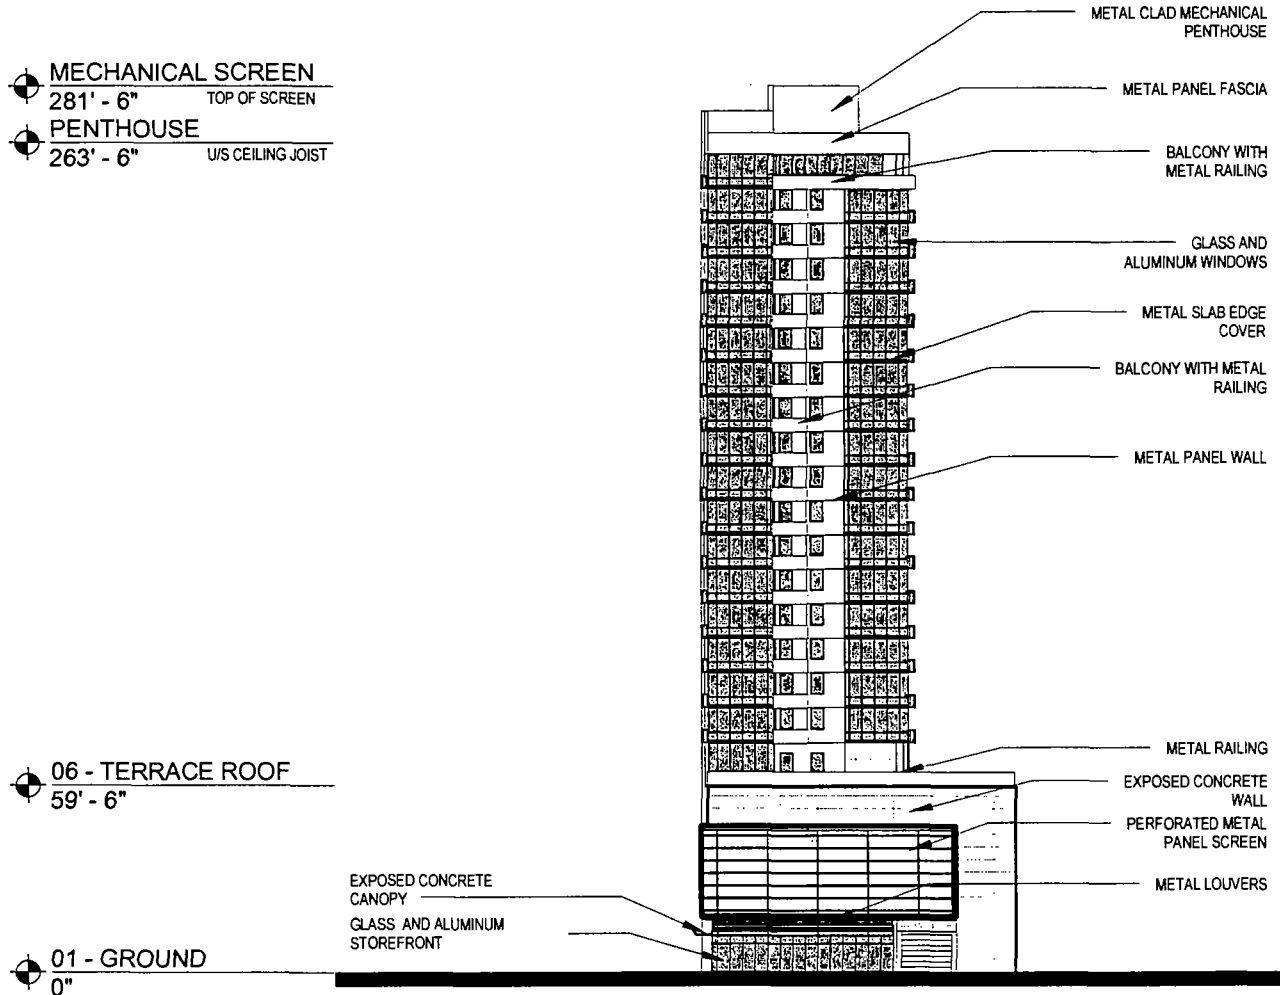 METAL CLAD MECHANICAL
PENTHOUSE
MECHANICAL SCREEN
281' - 6" TOP OF SCREEN
METAL PANEL FASCIA
PENTHOUSE
263' - 6" U/S CEILING JOIST
BALCONY WITH
METAL RAILING
GLASS AND
ALUMINUM WINDOWS
METAL SLAB EDGE
COVER
BALCONY WITH METAL
RAILING
METAL PANEL WALL
METAL RAILING
06 - TERRACE ROOF
59' - 6"
EXPOSED CONCRETE
WALL
PERFORATED METAL
PANEL SCREEN
METAL LOUVERS
EXPOSED CONCRETE
CANOPY
GLASS AND ALUMINUM
STOREFRONT
01 - GROUND
0"